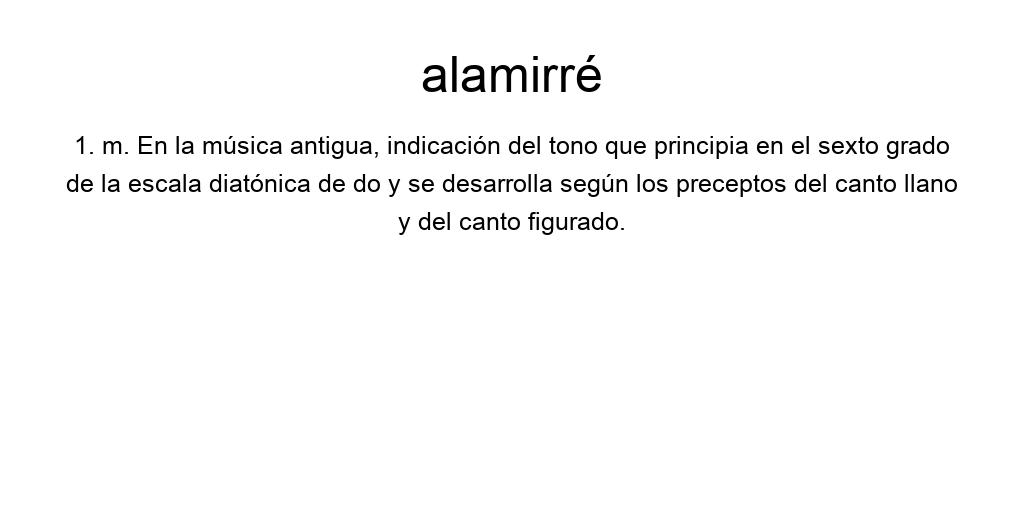 alamirré
1. m. En la música antigua, indicación del tono que principia en el sexto grado
de la escala diatónica de do y se desarrolla según los preceptos del canto llano
y del canto figurado.